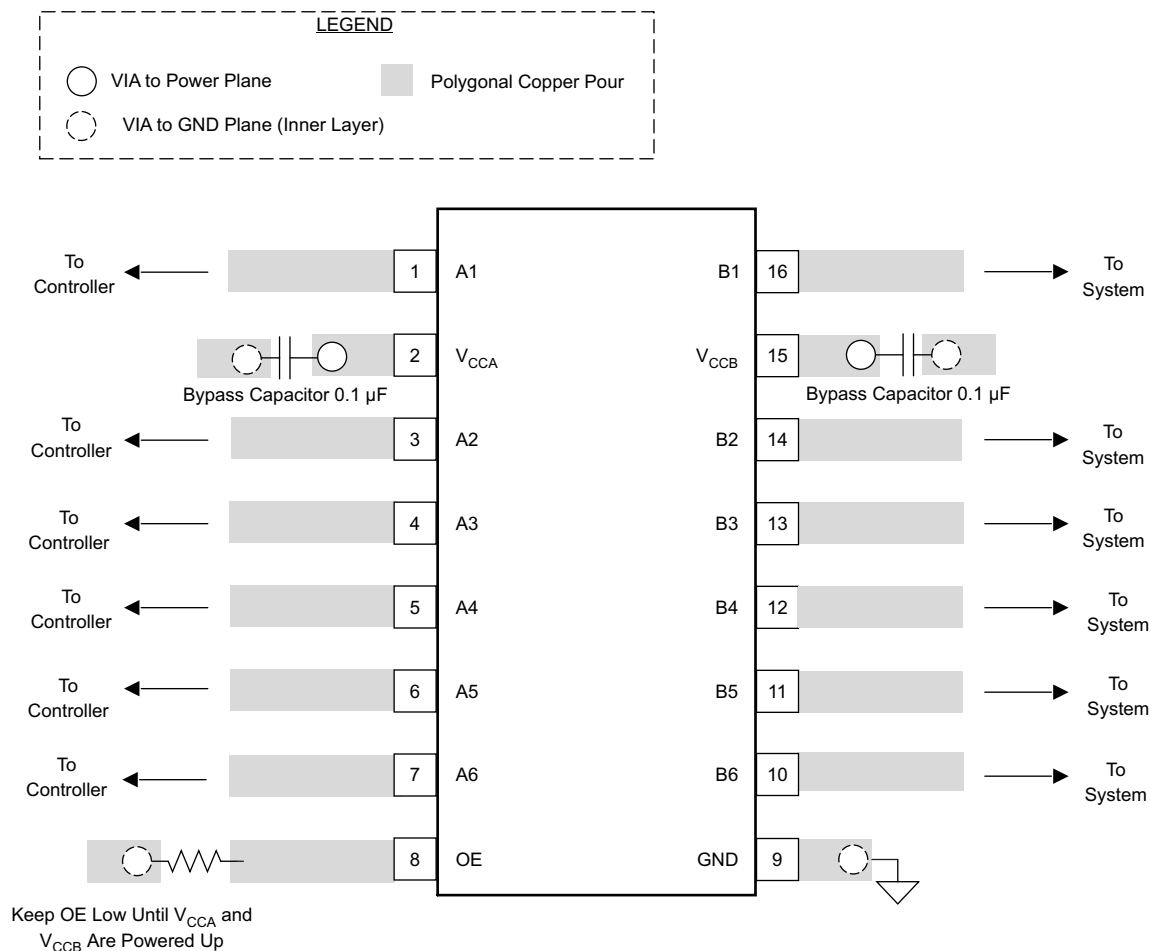 LEGEND
VIA to Power Plane
Polygonal Copper Pour
VIA to GND Plane (Inner Layer)
To
Controller
1
A1
B1
16
To
System
2
VCCA
VCCB
15
Bypass Capacitor 0.1 µF
Bypass Capacitor 0.1 µF
To
Controller
3
A2
B2
14
To
System
To
Controller
4
A3
B3
13
To
System
To
Controller
5
A4
B4
12
To
System
To
Controller
6
A5
B5
11
To
System
To
Controller
7
A6
B6
10
To
System
8
OE
GND
9
Keep OE Low Until VCCA and
VCCB Are Powered Up